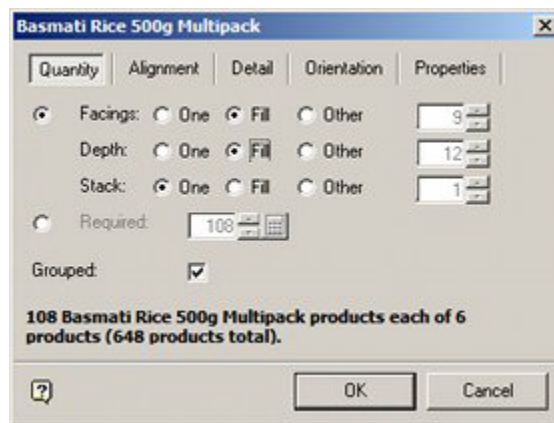 Basmati Rice 500g Multipack
Quantity Alignment Detail Orientation Properties
Facings: One Fill Other 9
Depth: One Fill Other 12
Stack: One Fill Other 1
Required: 108
Grouped:
108 Basmati Rice 500g Multipack products each of 6
products (648 products total).
? OK Cancel